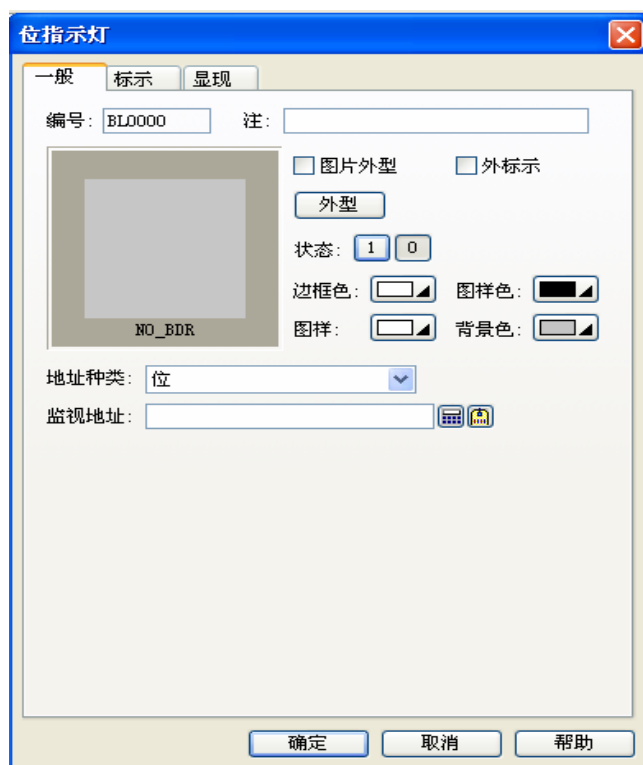 位指示灯
一般 标示 显现
编号: BL0000 注:
图片外型 外标示
外型
状态: 1 0
边框色: 图样色:
NO_BDR
图样: 背景色:
地址种类: 位
监视地址:
确定 取消 帮助